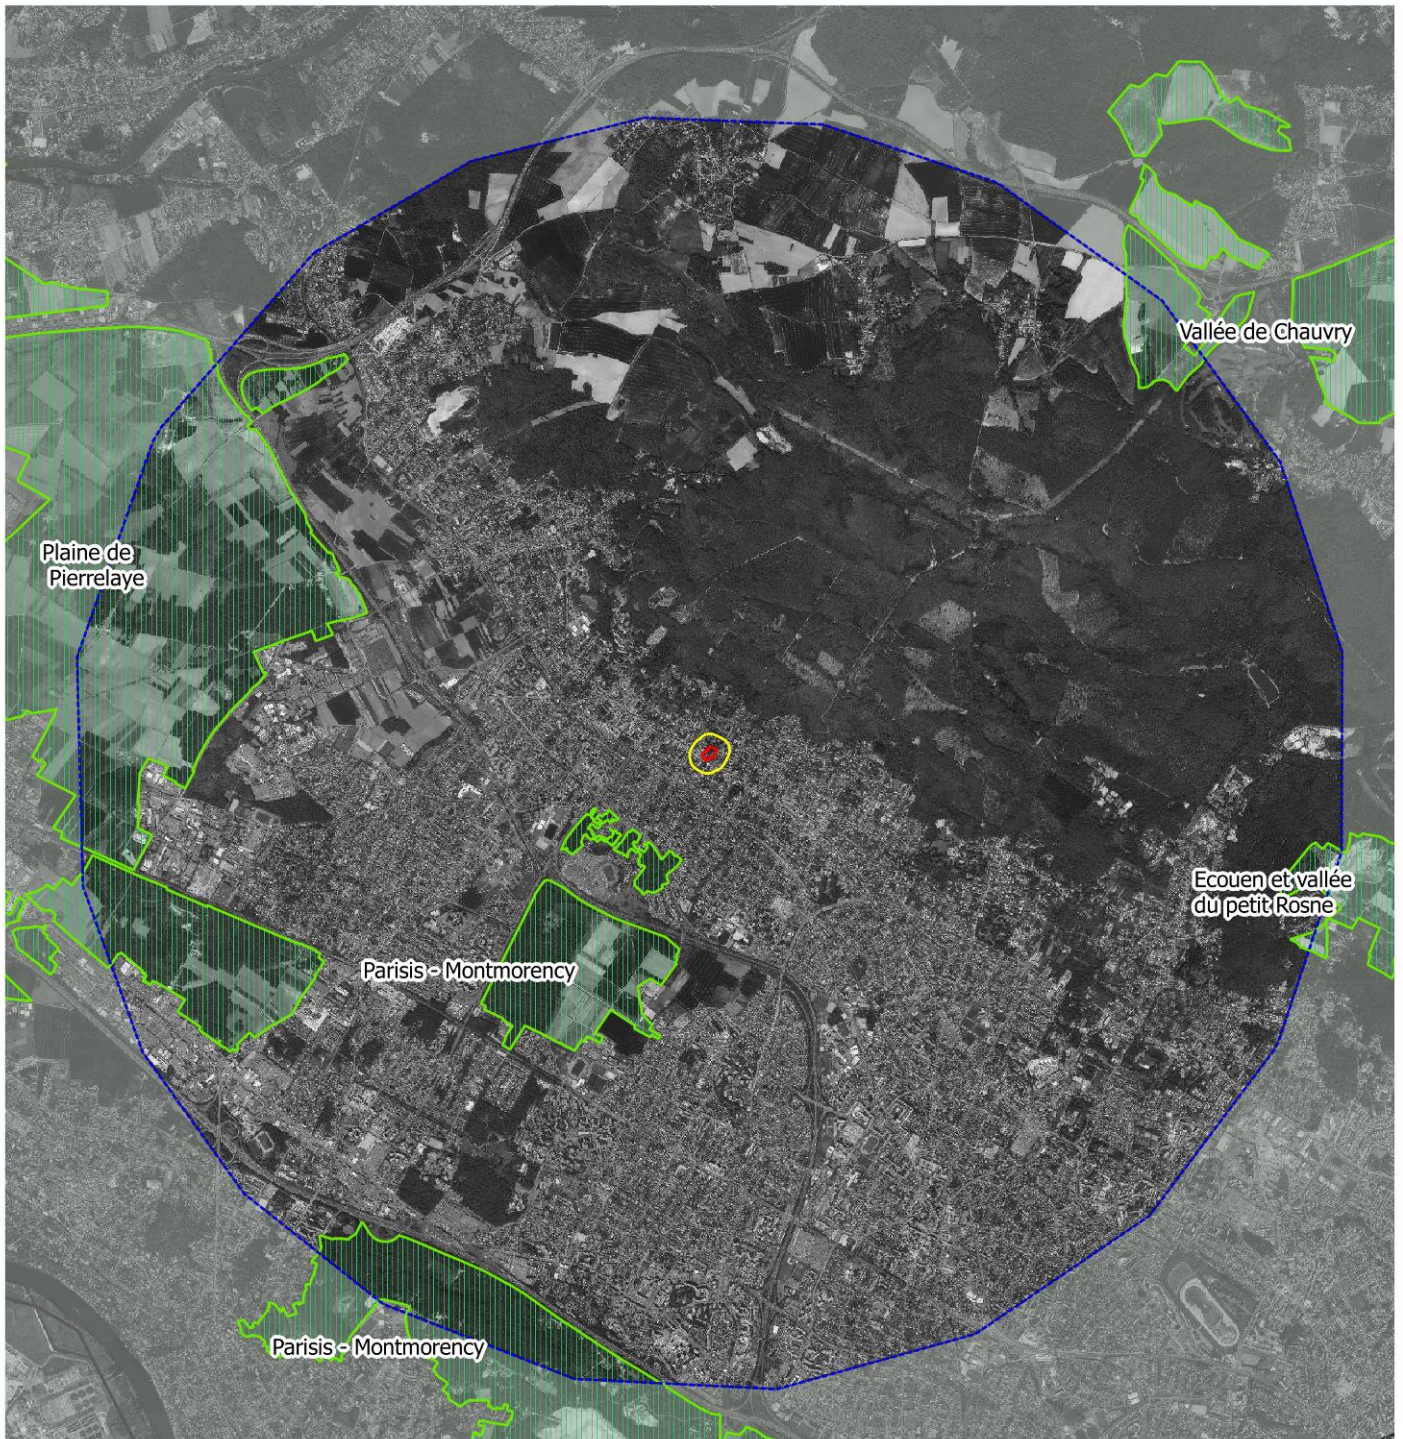 Vallée de Chauvry
Plaine de
Pierrelaye
Ecouen et vallée
du petit Rosne
Parisis - Montmorency
Parisis - Montmorency